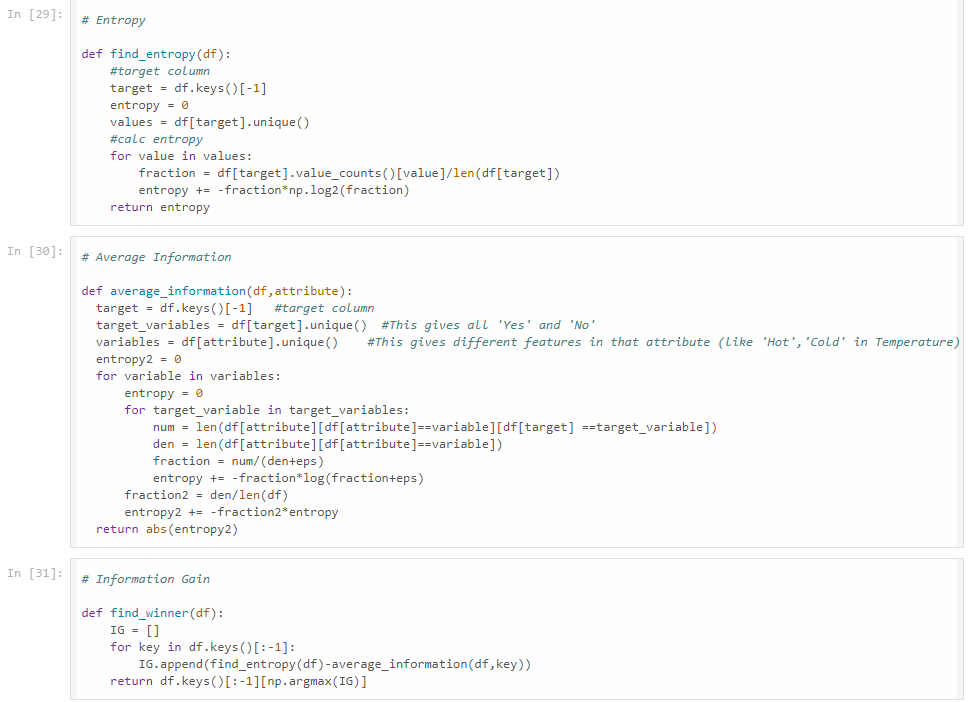 In [29]:
# Entropy
def find_entropy(df):
    #target column
    target = df.keys()[-1]
    entropy = 0
    values = df[target].unique()
    #calc entropy
    for value in values:
        fraction = df[target].value_counts()[value]/len(df[target])
        entropy += -fraction*np.log2(fraction)
    return entropy
In [30]:
# Average Information
def average_information(df,attribute):
  target = df.keys()[-1]   #target column
  target_variables = df[target].unique()  #This gives all 'Yes' and 'No'
  variables = df[attribute].unique()    #This gives different features in that attribute (like 'Hot','Cold' in Temperature)
  entropy2 = 0
  for variable in variables:
      entropy = 0
      for target_variable in target_variables:
          num = len(df[attribute][df[attribute]==variable][df[target] ==target_variable])
          den = len(df[attribute][df[attribute]==variable])
          fraction = num/(den+eps)
          entropy += -fraction*log(fraction+eps)
      fraction2 = den/len(df)
      entropy2 += -fraction2*entropy
  return abs(entropy2)
In [31]:
# Information Gain
def find_winner(df):
    IG = []
    for key in df.keys()[:-1]:
        IG.append(find_entropy(df)-average_information(df,key))
    return df.keys()[:-1][np.argmax(IG)]